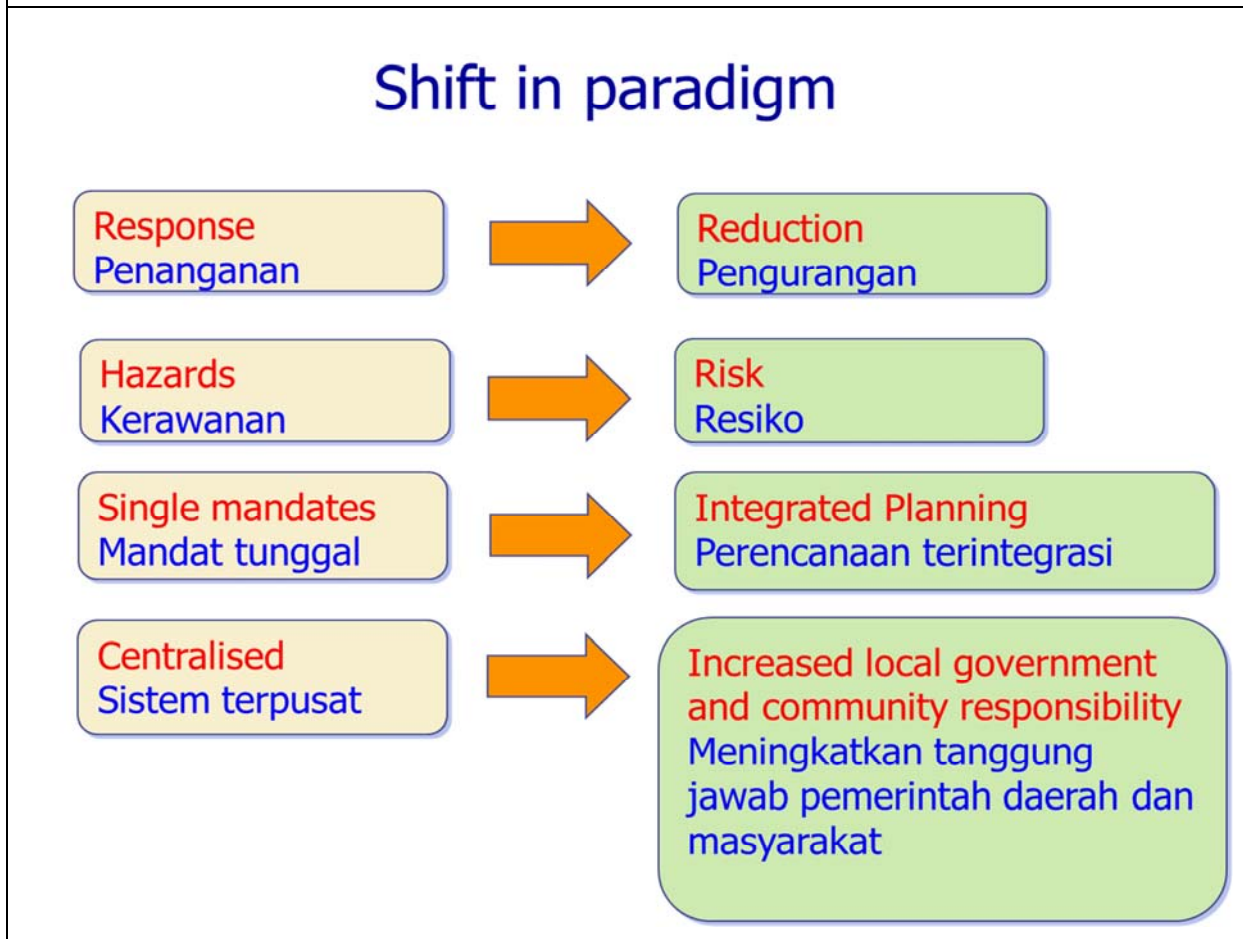 Shift in paradigm
Response
Penanganan
Reduction
Pengurangan
Hazards
Kerawanan
Risk
Resiko
Single mandates
Mandat tunggal
Integrated Planning
Perencanaan terintegrasi
Centralised
Sistem terpusat
Increased local government
and community responsibility
Meningkatkan tanggung
jawab pemerintah daerah dan
masyarakat